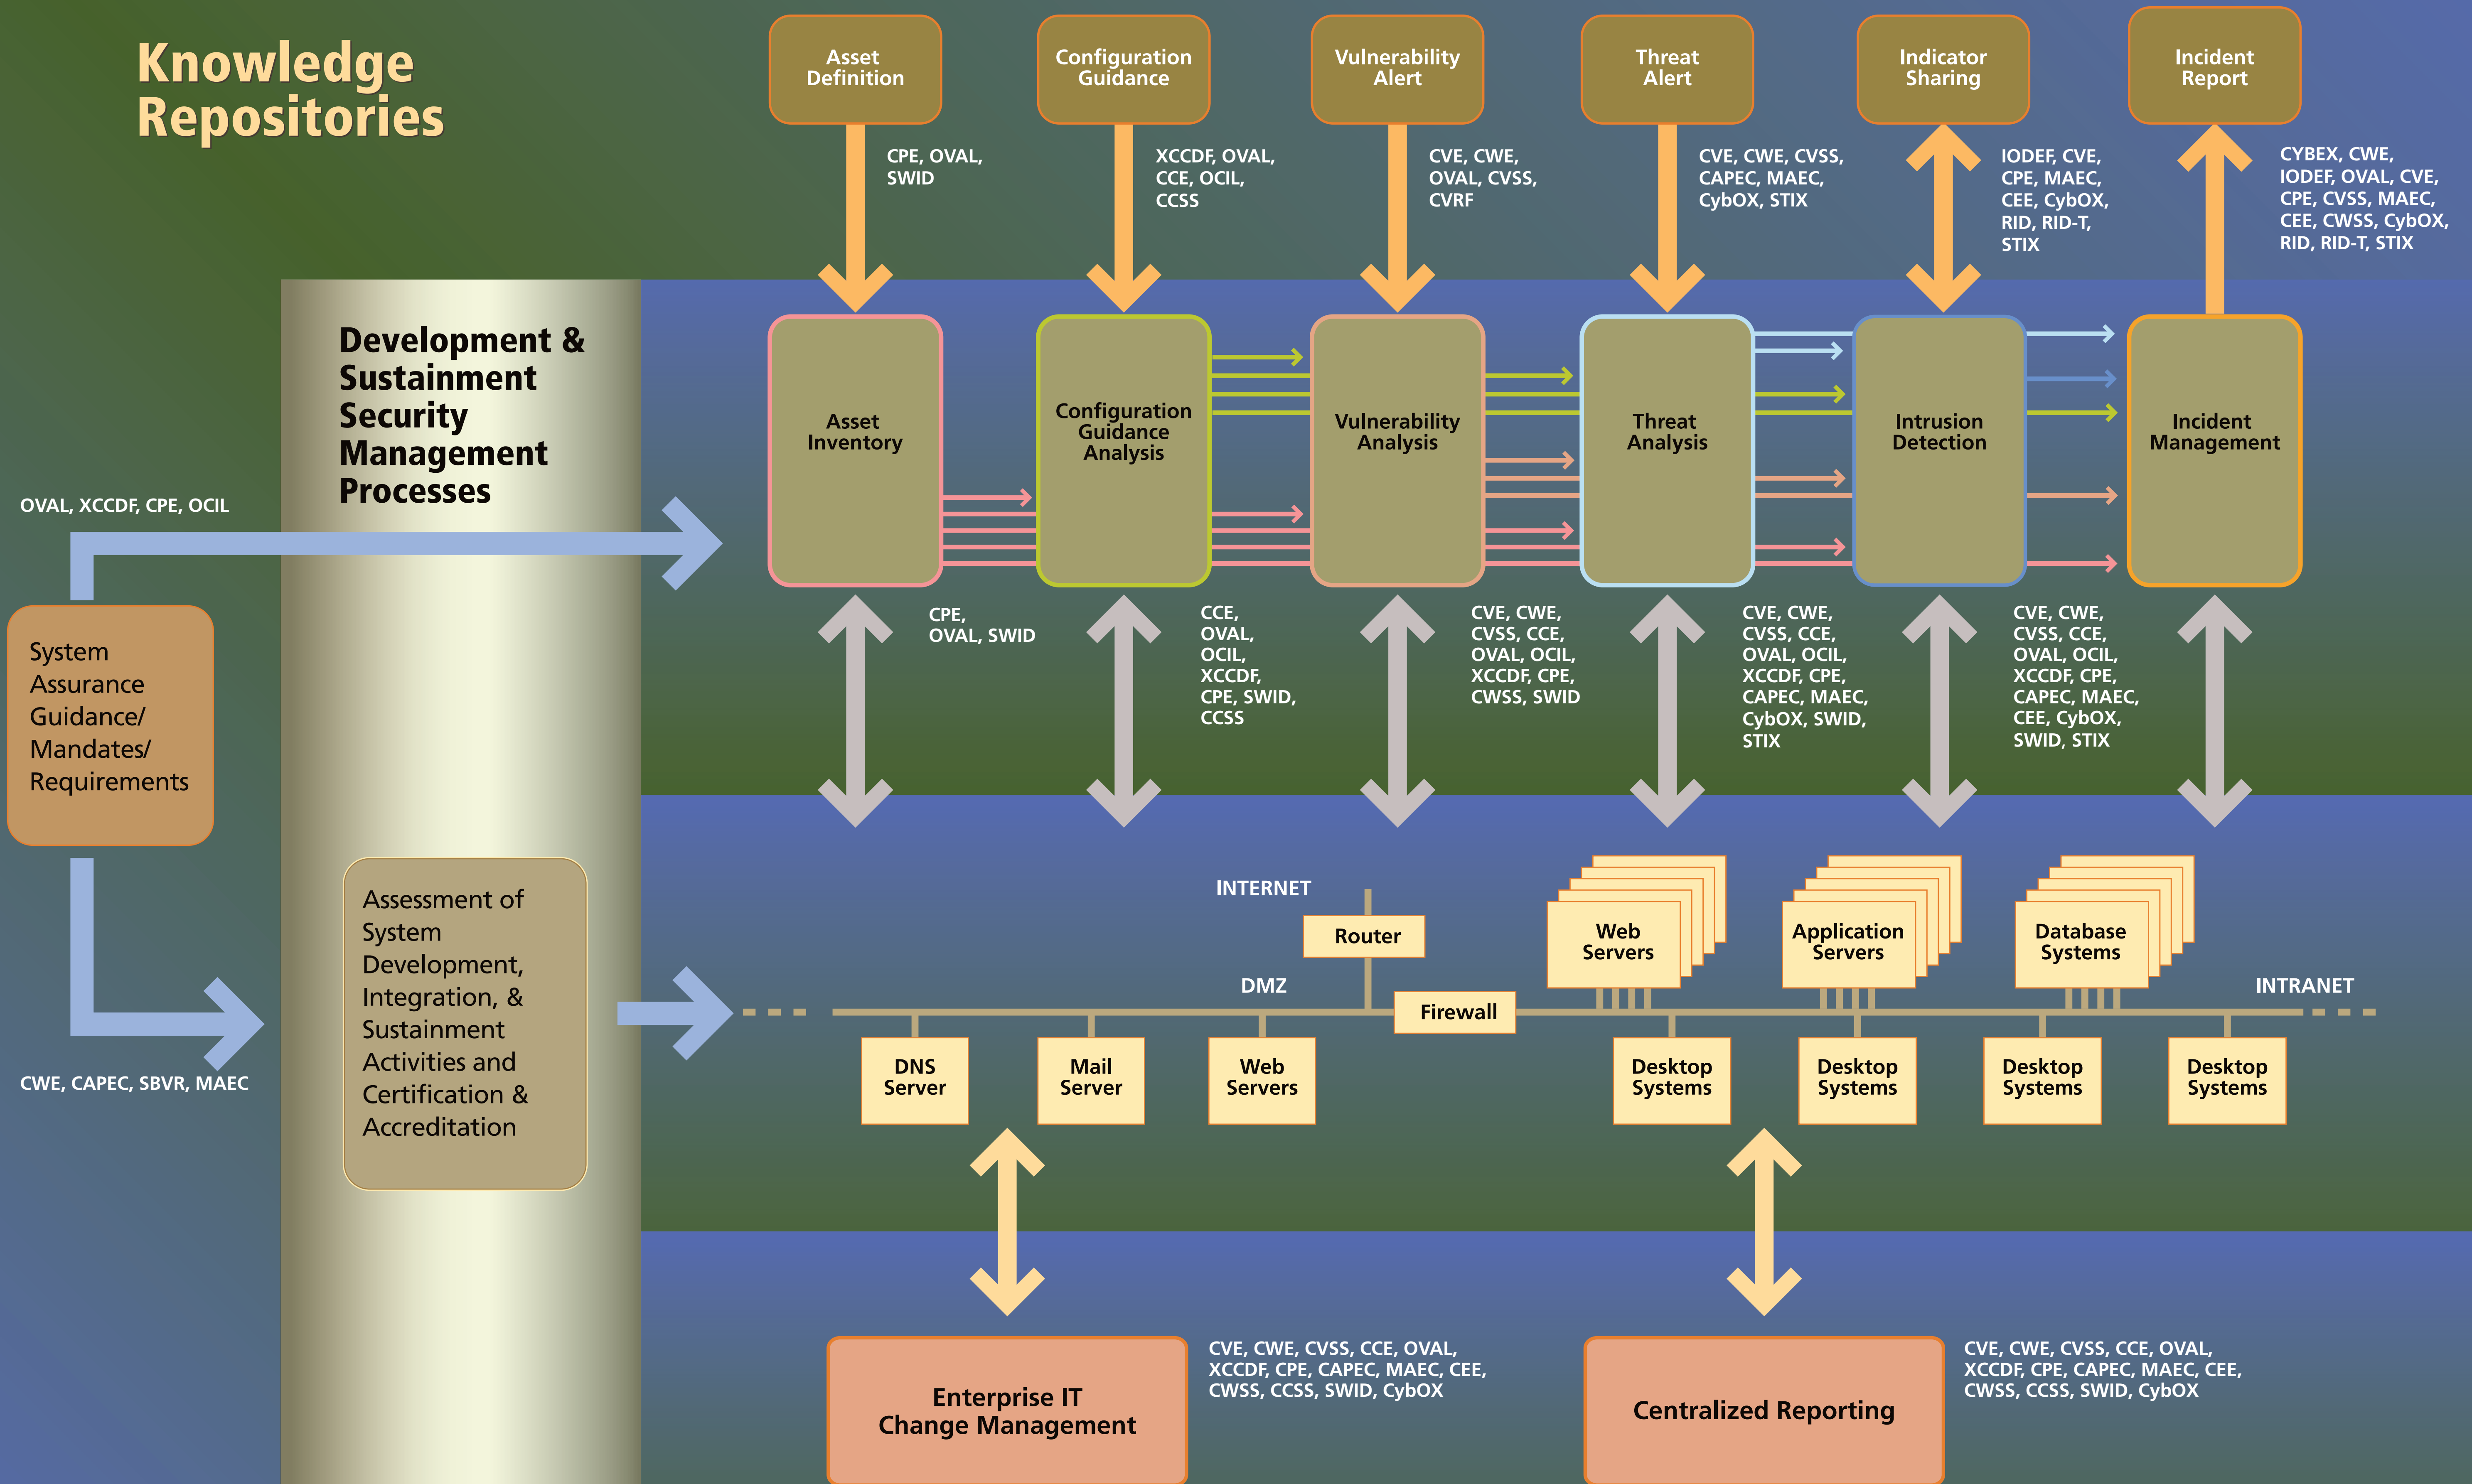 Knowledge
Repositories
Asset
Definition
Configuration
Guidance
Vulnerability
Alert
Threat
Alert
Indicator
Sharing
Incident
Report
CPE, OVAL,
SWID
XCCDF, OVAL,
CCE, OCIL,
CCSS
CVE, CWE,
OVAL, CVSS,
CVRF
CVE, CWE, CVSS,
CAPEC, MAEC,
CybOX, STIX
IODEF, CVE,
CPE, MAEC,
CEE, CybOX,
RID, RID-T,
STIX
CYBEX, CWE,
IODEF, OVAL, CVE,
CPE, CVSS, MAEC,
CEE, CWSS, CybOX,
RID, RID-T, STIX
Development &
Sustainment
Security
Management
Processes
Asset
Inventory
Configuration
Guidance
Analysis
Vulnerability
Analysis
Threat
Analysis
Intrusion
Detection
Incident
Management
OVAL, XCCDF, CPE, OCIL
System
Assurance
Guidance/
Mandates/
Requirements
CWE, CAPEC, SBVR, MAEC
CPE,
OVAL, SWID
CCE,
OVAL,
OCIL,
XCCDF,
CPE, SWID,
CCSS
CVE, CWE,
CVSS, CCE,
OVAL, OCIL,
XCCDF, CPE,
CWSS, SWID
CVE, CWE,
CVSS, CCE,
OVAL, OCIL,
XCCDF, CPE,
CAPEC, MAEC,
CybOX, SWID,
STIX
CVE, CWE,
CVSS, CCE,
OVAL, OCIL,
XCCDF, CPE,
CAPEC, MAEC,
CEE, CybOX,
SWID, STIX
Assessment of
System
Development,
Integration, &
Sustainment
Activities and
Certification &
Accreditation
INTERNET
Router
DMZ
Firewall
Web
Servers
Application
Servers
Database
Systems
INTRANET
DNS
Server
Mail
Server
Web
Servers
Desktop
Systems
Desktop
Systems
Desktop
Systems
Desktop
Systems
Enterprise IT
Change Management
CVE, CWE, CVSS, CCE, OVAL,
XCCDF, CPE, CAPEC, MAEC, CEE,
CWSS, CCSS, SWID, CybOX
Centralized Reporting
CVE, CWE, CVSS, CCE, OVAL,
XCCDF, CPE, CAPEC, MAEC, CEE,
CWSS, CCSS, SWID, CybOX